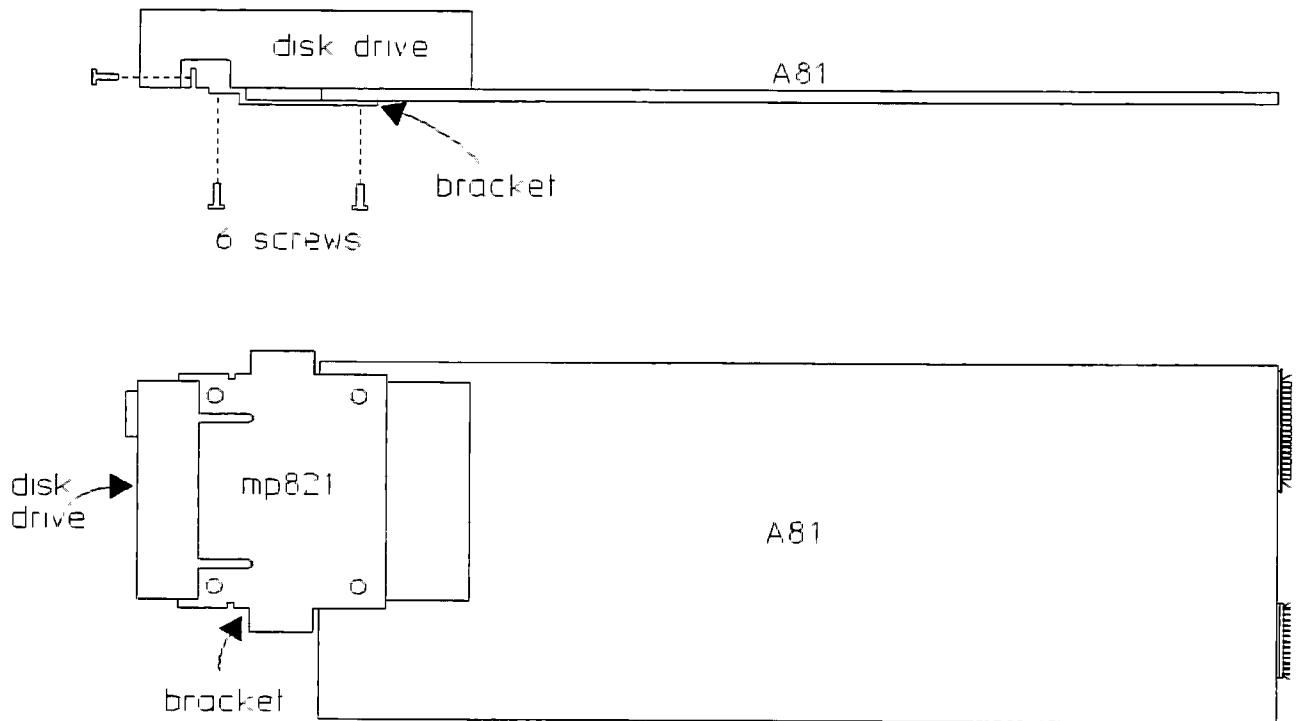 disk drive
A81
bracket
6 screws
mp821
disk
drive
A81
bracket